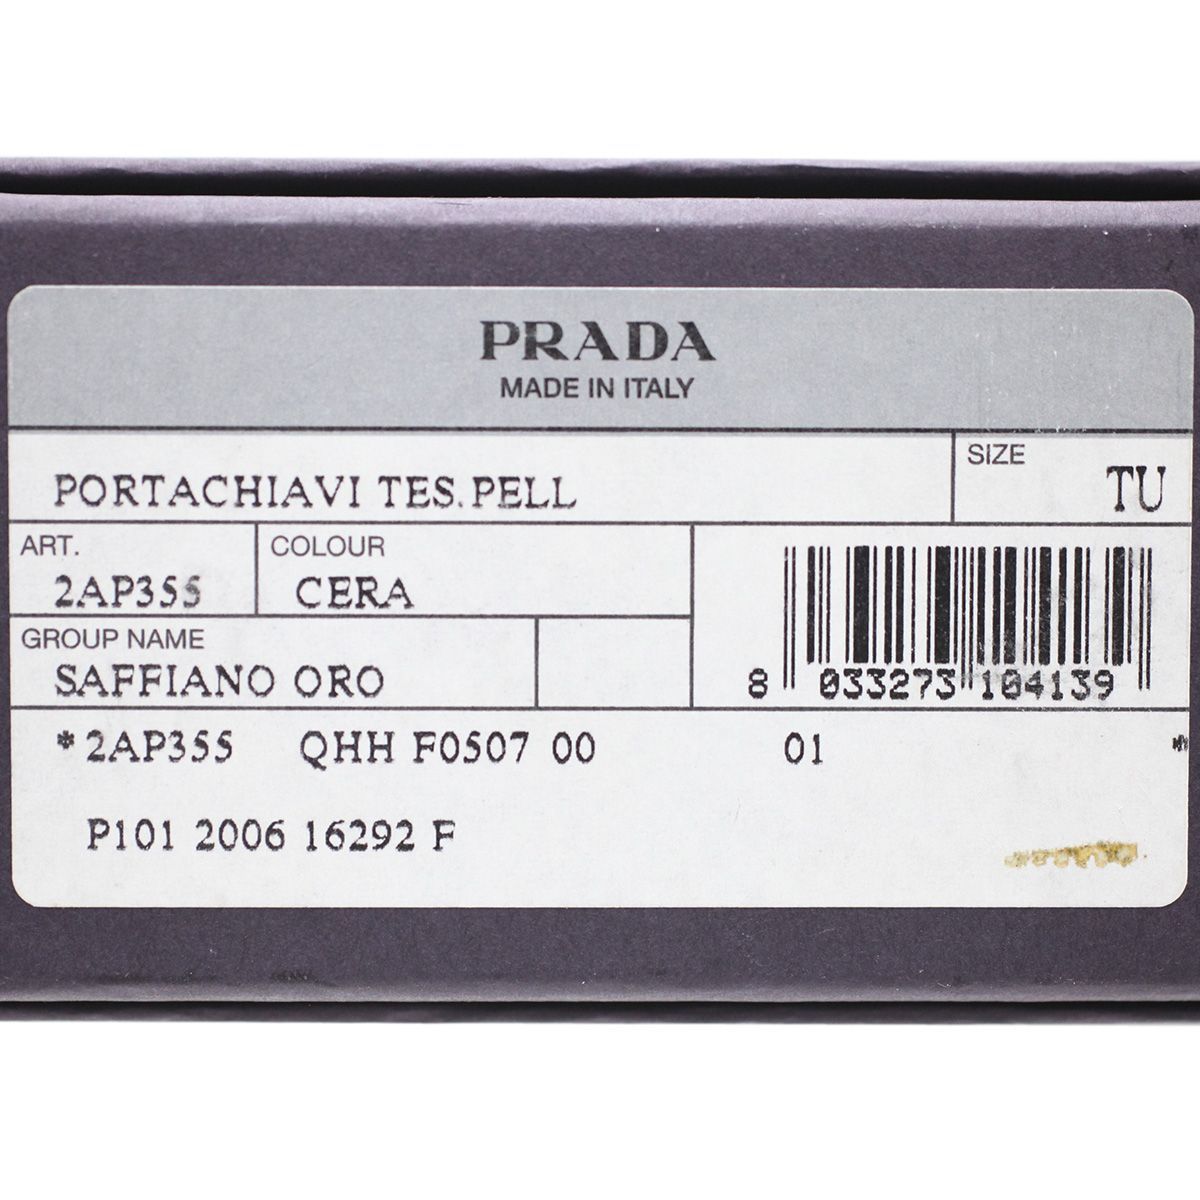 PRADA
MADE IN ITALY
PORTACHIAVI TES.PELL
SIZE
TU
ART.
2AP355
COLOUR
CERA
GROUP NAME
SAFFIANO ORO
8 033273 184139
*2AP355 QHH F0507 00 01 *
P101 2006 16292 F